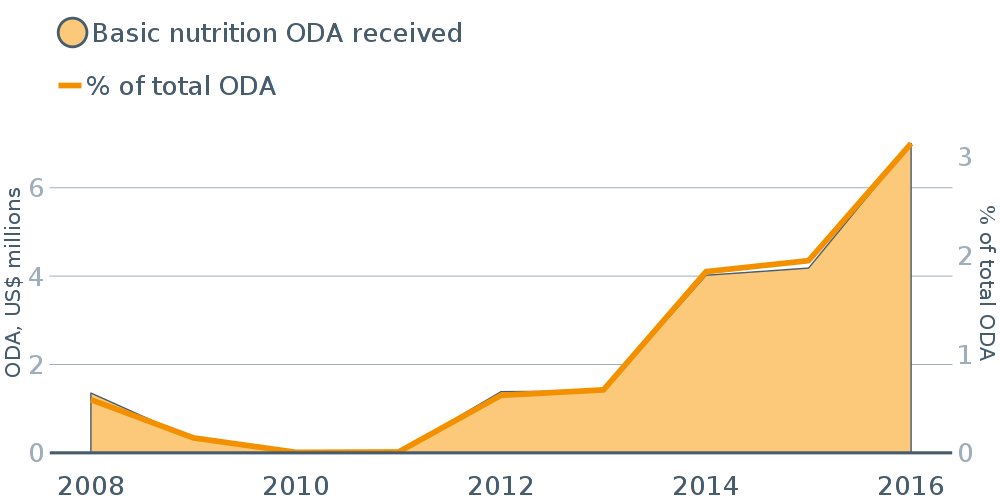 Basic nutrition ODA received
% of total ODA
ODA, US$ millions
6
4
2
0
3
2
1
0
% of total ODA
2008 2010 2012 2014 2016